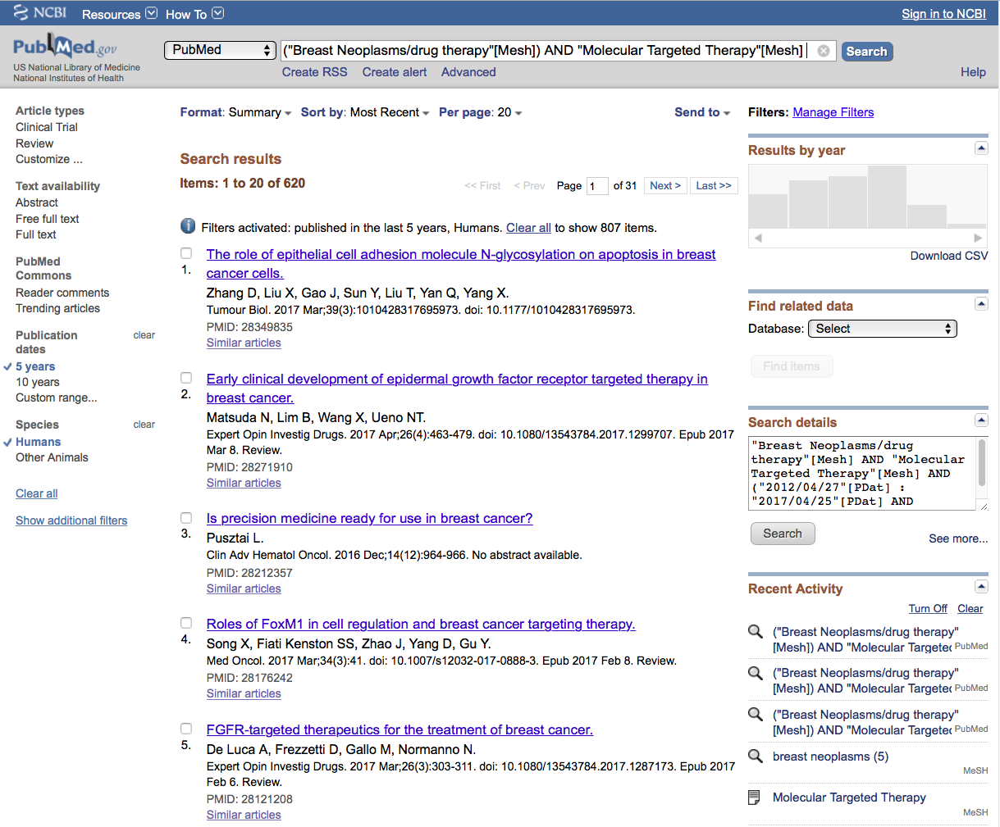 NCBI Resources How To Sign in to NCBI
PubMed.gov
US National Library of Medicine
National Institutes of Health
PubMed ("Breast Neoplasms/drug therapy"[Mesh]) AND "Molecular Targeted Therapy"[Mesh] Search
Create RSS Create alert Advanced Help
Article types
Clinical Trial
Review
Customize ...
Text availability
Abstract
Free full text
Full text
PubMed
Commons
Reader comments
Trending articles
Publication
dates
clear
5 years
10 years
Custom range...
Species clear
Humans
Other Animals
Clear all
Show additional filters
Format: Summary Sort by: Most Recent Per page: 20 Send to
Search results
Items: 1 to 20 of 620
<< First < Prev Page 1 of 31 Next > Last >>
Filters activated: published in the last 5 years, Humans. Clear all to show 807 items.
1. The role of epithelial cell adhesion molecule N-glycosylation on apoptosis in breast
cancer cells.
Zhang D, Liu X, Gao J, Sun Y, Liu T, Yan Q, Yang X.
Tumour Biol. 2017 Mar;39(3):1010428317695973. doi: 10.1177/1010428317695973.
PMID: 28349835
Similar articles
2. Early clinical development of epidermal growth factor receptor targeted therapy in
breast cancer.
Matsuda N, Lim B, Wang X, Ueno NT.
Expert Opin Investig Drugs. 2017 Apr;26(4):463-479. doi: 10.1080/13543784.2017.1299707. Epub 2017
Mar 8. Review.
PMID: 28271910
Similar articles
3. Is precision medicine ready for use in breast cancer?
Pusztai L.
Clin Adv Hematol Oncol. 2016 Dec;14(12):964-966. No abstract available.
PMID: 28212357
Similar articles
4. Roles of FoxM1 in cell regulation and breast cancer targeting therapy.
Song X, Fiati Kenston SS, Zhao J, Yang D, Gu Y.
Med Oncol. 2017 Mar;34(3):41. doi: 10.1007/s12032-017-0888-3. Epub 2017 Feb 8. Review.
PMID: 28176242
Similar articles
5. FGFR-targeted therapeutics for the treatment of breast cancer.
De Luca A, Frezzetti D, Gallo M, Normanno N.
Expert Opin Investig Drugs. 2017 Mar;26(3):303-311. doi: 10.1080/13543784.2017.1287173. Epub 2017
Feb 6. Review.
PMID: 28121208
Similar articles
Filters: Manage Filters
Results by year
Download CSV
Find related data
Database: Select
Find items
Search details
"Breast Neoplasms/drug
therapy"[Mesh] AND "Molecular
Targeted Therapy"[Mesh] AND
("2012/04/27"[PDat] :
"2017/04/25"[PDat] AND
Search
See more...
Recent Activity
Turn Off Clear
("Breast Neoplasms/drug therapy"
[Mesh]) AND "Molecular Targeted PubMed
("Breast Neoplasms/drug therapy"
[Mesh]) AND "Molecular Targeted PubMed
("Breast Neoplasms/drug therapy"
[Mesh]) AND "Molecular Targeted PubMed
breast neoplasms (5)
MeSH
Molecular Targeted Therapy
MeSH